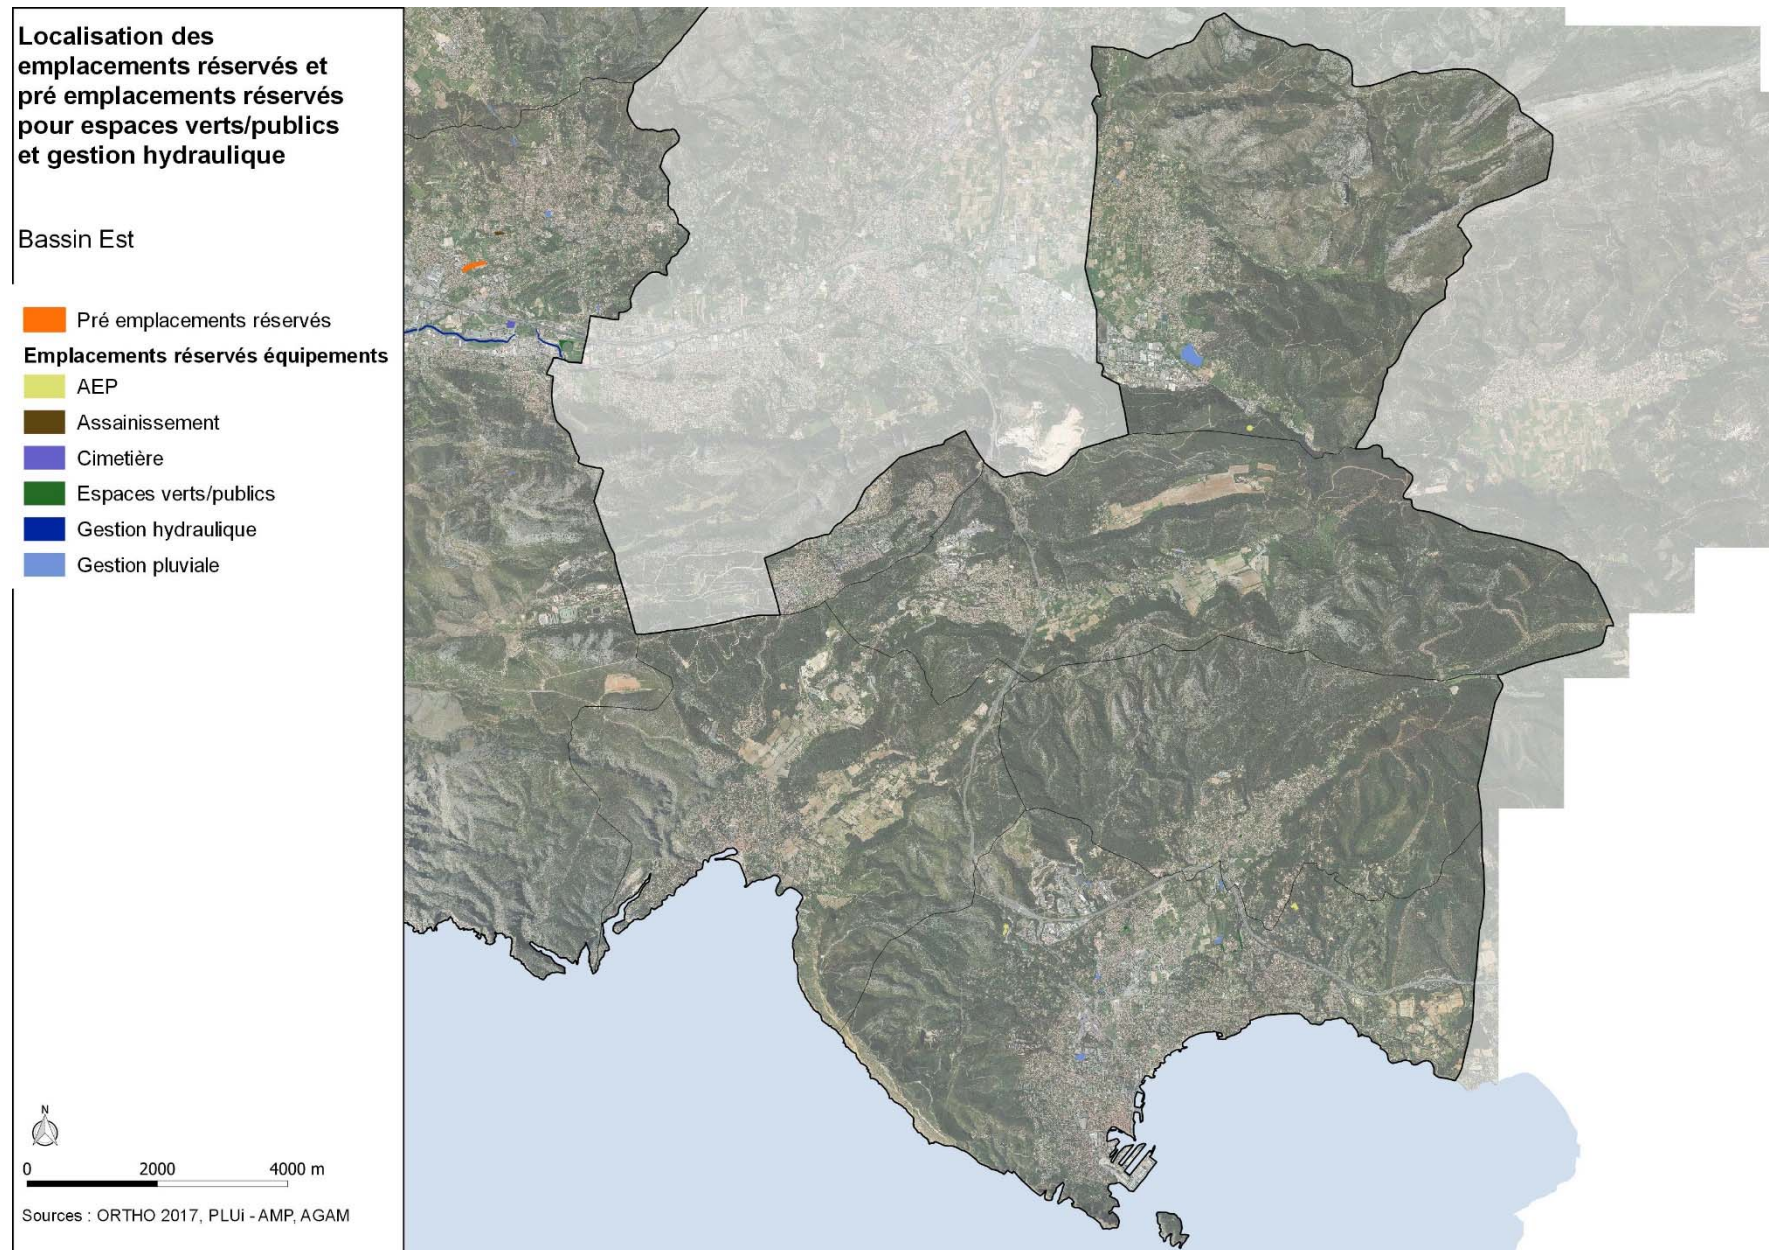 Localisation des
emplacements réservés et
pré emplacements réservés
pour espaces verts/publics
et gestion hydraulique
Bassin Est
Pré emplacements réservés
Emplacements réservés équipements
AEP
Assainissement
Cimetière
Espaces verts/publics
Gestion hydraulique
Gestion pluviale
N
0 2000 4000 m
Sources : ORTHO 2017, PLUi - AMP, AGAM